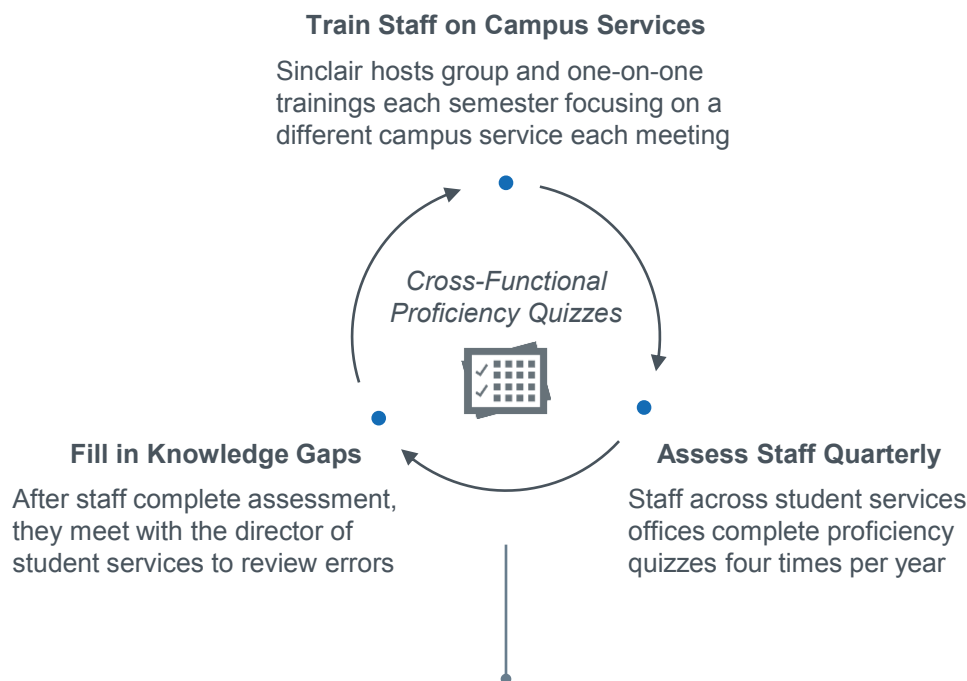 Train Staff on Campus Services
Sinclair hosts group and one-on-one
trainings each semester focusing on a
different campus service each meeting
Cross-Functional
Proficiency Quizzes
Fill in Knowledge Gaps
After staff complete assessment,
they meet with the director of
student services to review errors
Assess Staff Quarterly
Staff across student services
offices complete proficiency
quizzes four times per year